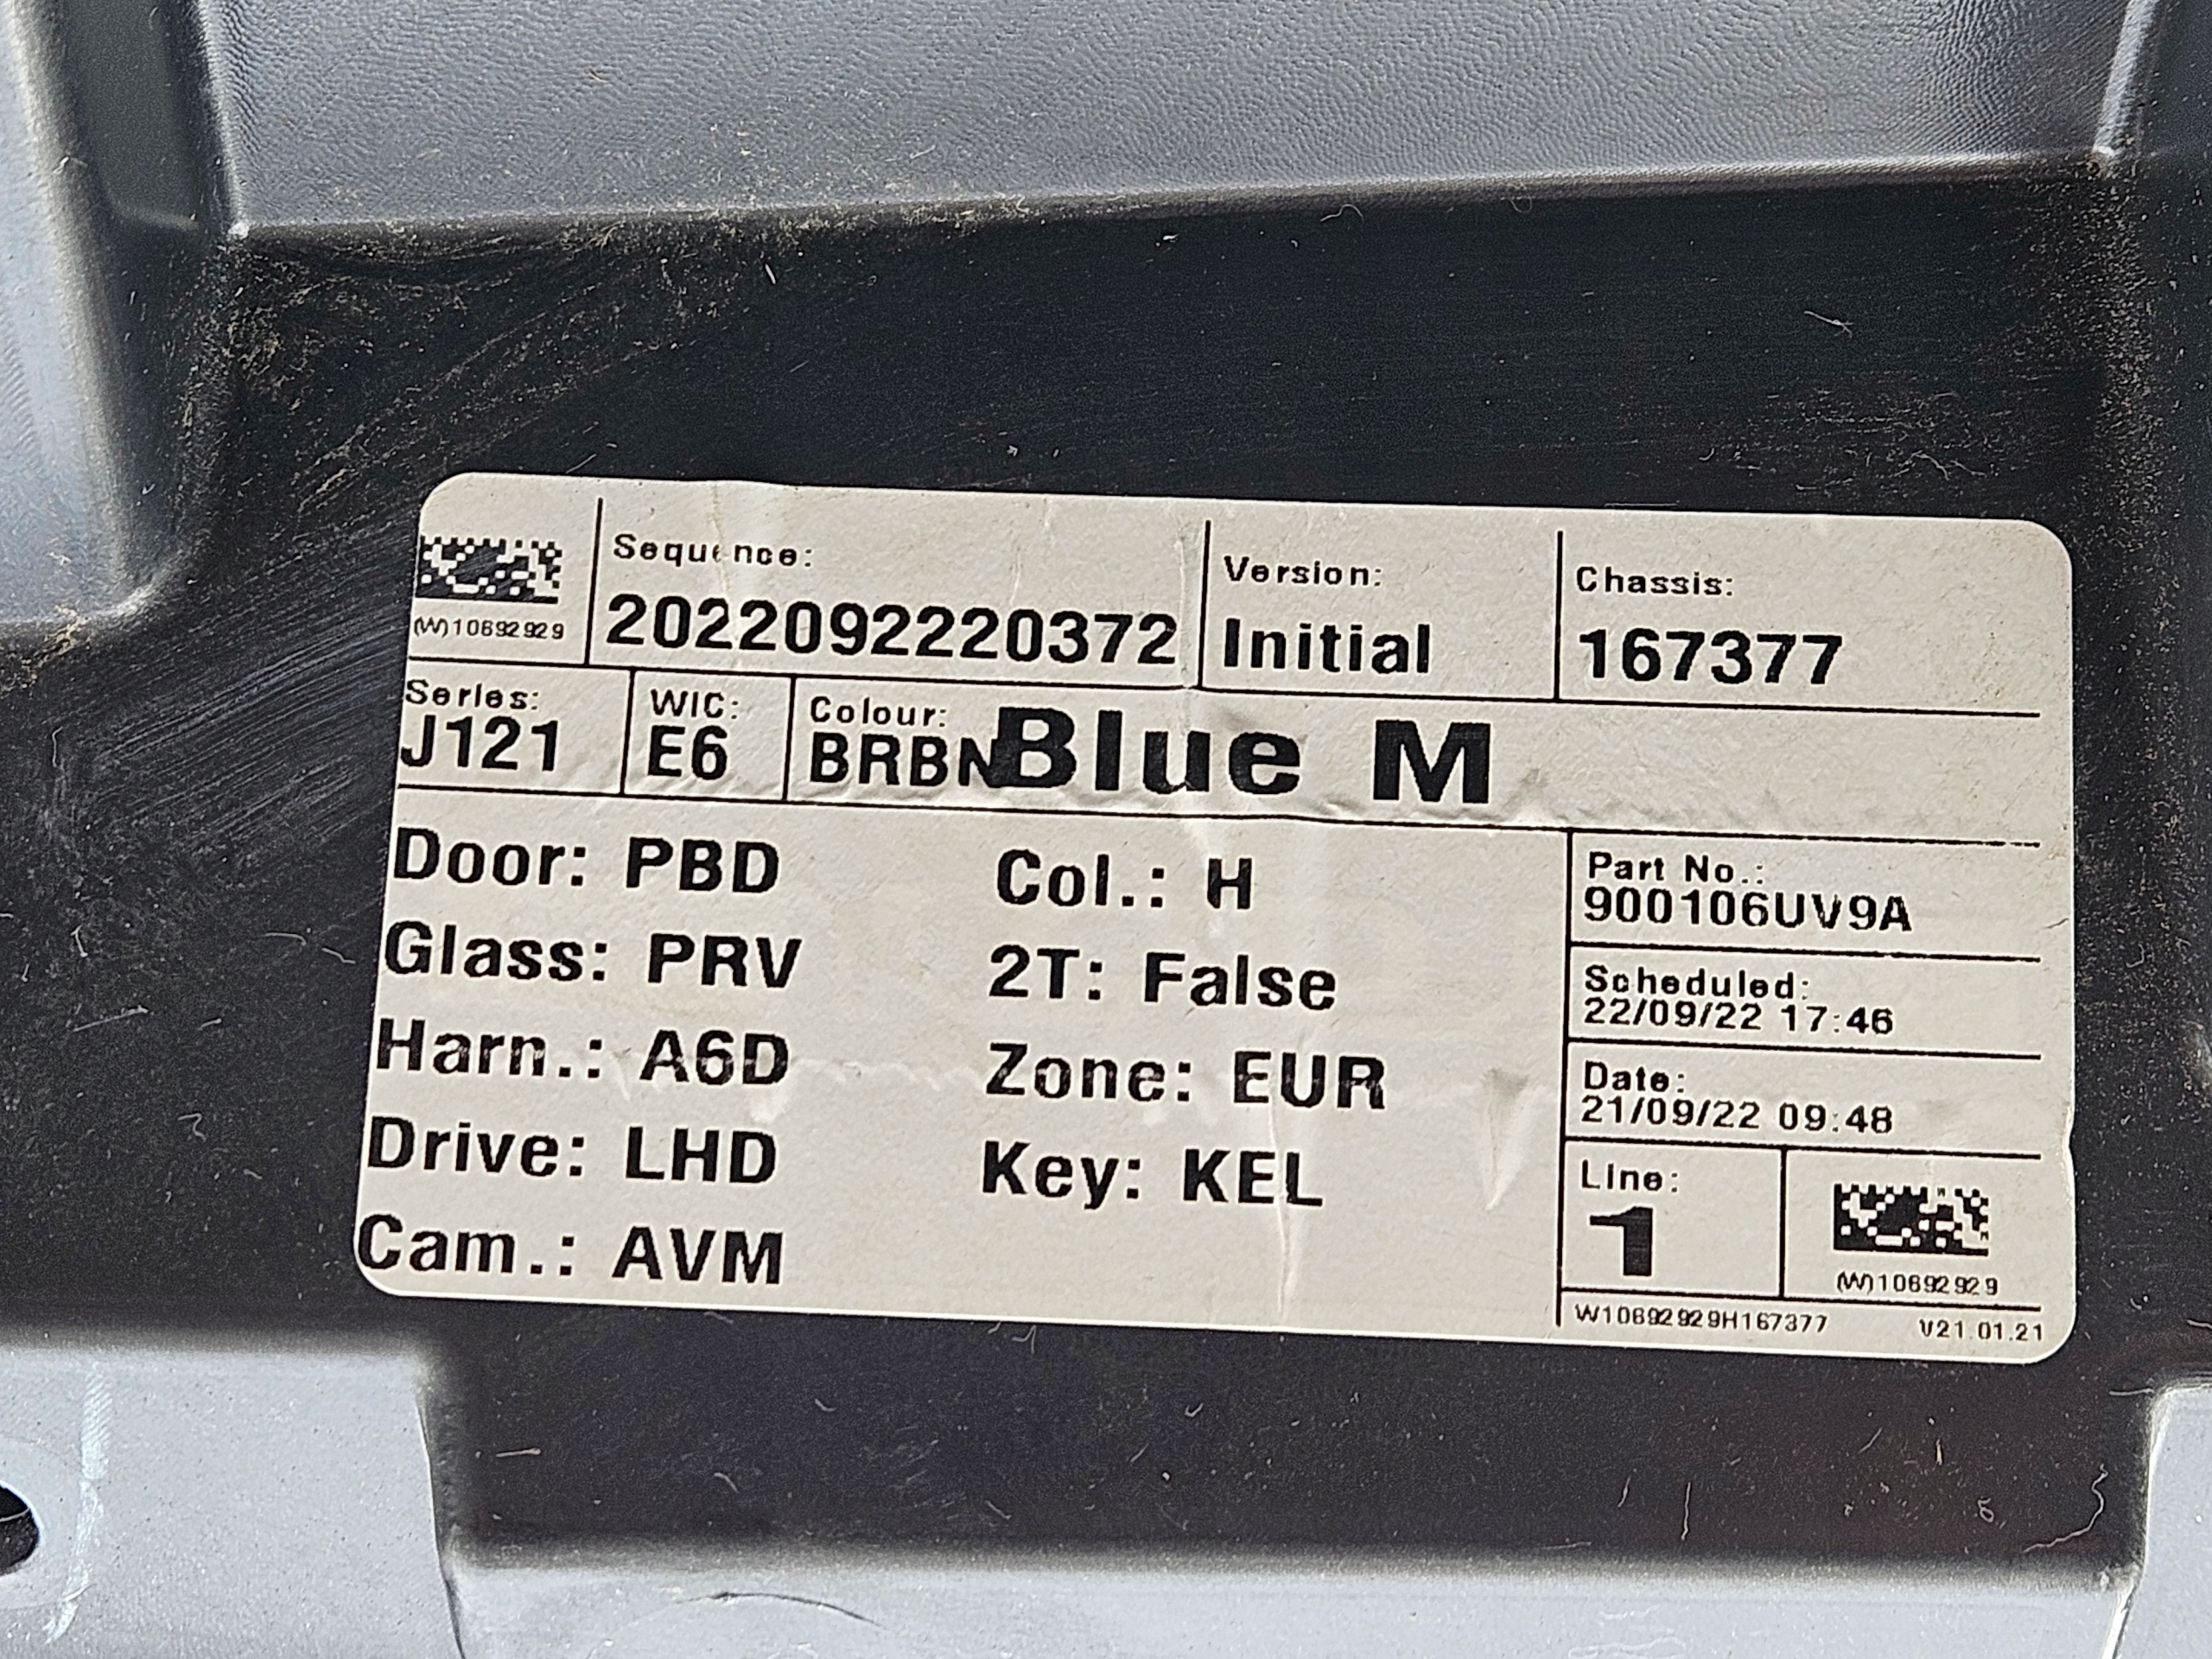 Sequence:
2022092220372
Version:
Initial
Chassis:
167377
(W)10692929
Series:
J121
WIC:
E6
Colour:
BRBN Blue M
Door: PBD
Col.: H
Glass: PRV
2T: False
Harn.: A6D
Zone: EUR
Drive: LHD
Key: KEL
Cam.: AVM
Part No.:
900106UV9A
Scheduled:
22/09/22 17:46
Date:
21/09/22 09:48
Line:
1
(W)10692929
W10692929H167377
V21.01.21